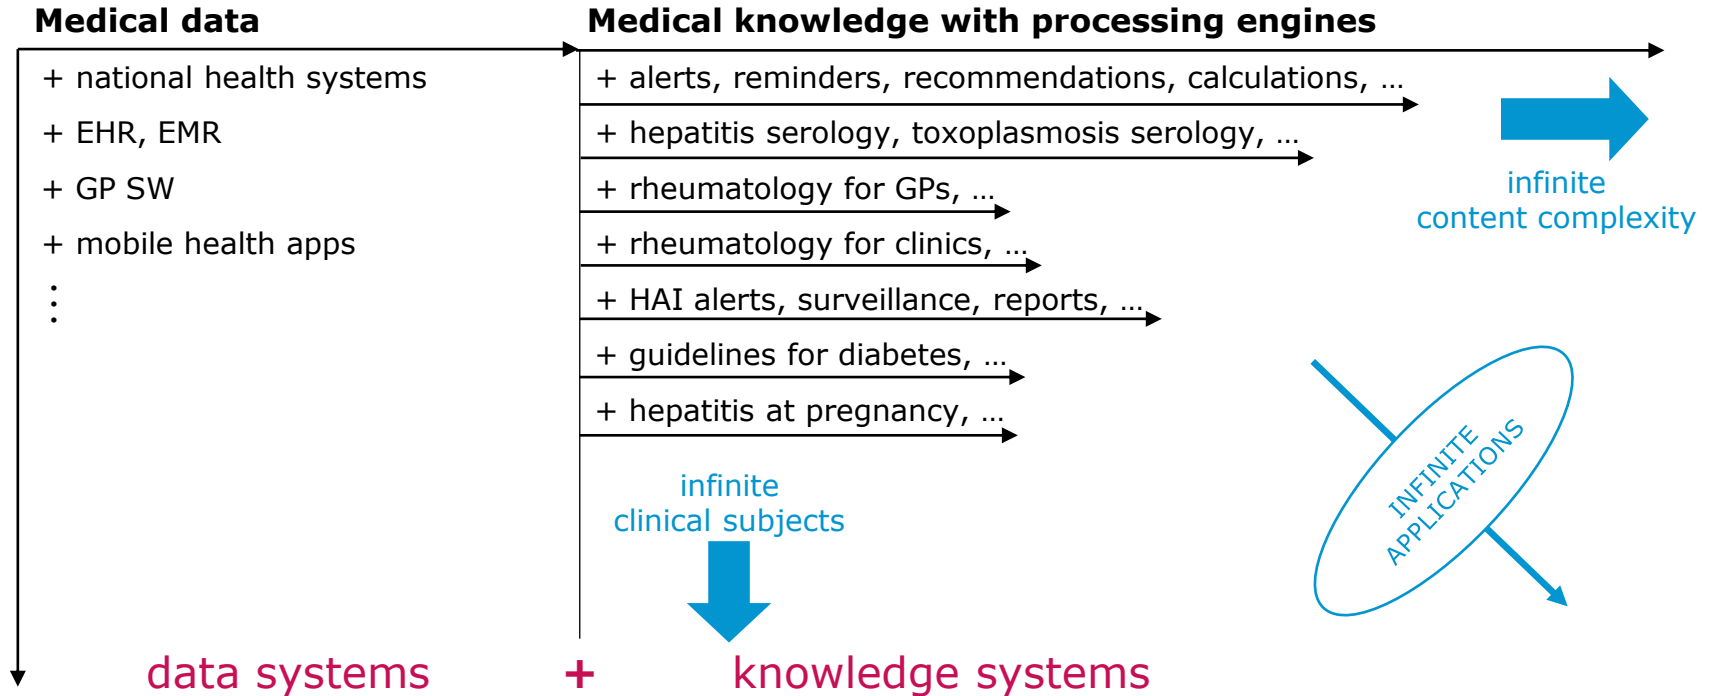 Medical data
+ national health systems
+ EHR, EMR
+ GP SW
+ mobile health apps
⋮
Medical knowledge with processing engines
+ alerts, reminders, recommendations, calculations, …
+ hepatitis serology, toxoplasmosis serology, …
+ rheumatology for GPs, …
+ rheumatology for clinics, …
+ HAI alerts, surveillance, reports, …
+ guidelines for diabetes, …
+ hepatitis at pregnancy, …
infinite
content complexity
infinite
clinical subjects
INFINITE
APPLICATIONS
data systems + knowledge systems